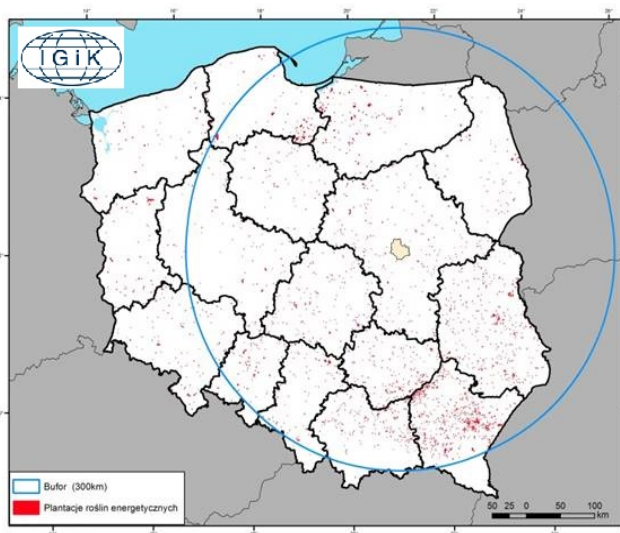 IGiK
Bufor (300km)
Plantacje roślin energetycznych
50 25 0 50 100
km